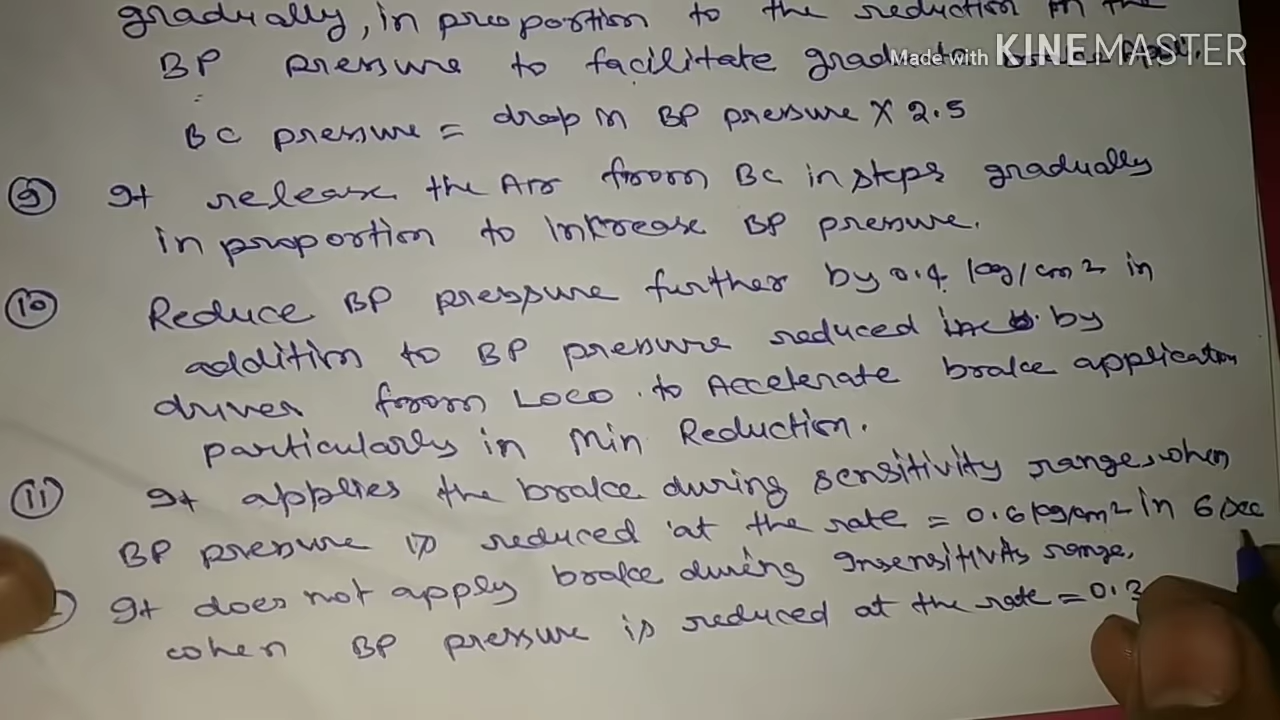 gradually, in proportion to the reduction in the
BP pressure to facilitate
Made with KINEMASTER
BC pressure = drop in BP pressure X 2.5
⑨ It release the Air from BC in steps gradually
in proportion to Increase BP pressure.
⑩ Reduce BP pressure further by 0.4 kg/cm2 in
addition to BP pressure reduced by
driver from Loco. to Accelerate brake application
particularly in Min Reduction.
⑪ It applies the brake during sensitivity range, when
BP pressure is reduced at the rate = 0.6 kg/cm2 in 6 sec
It does not apply brake during Insensitivity range,
when BP pressure is reduced at the rate = 0.3